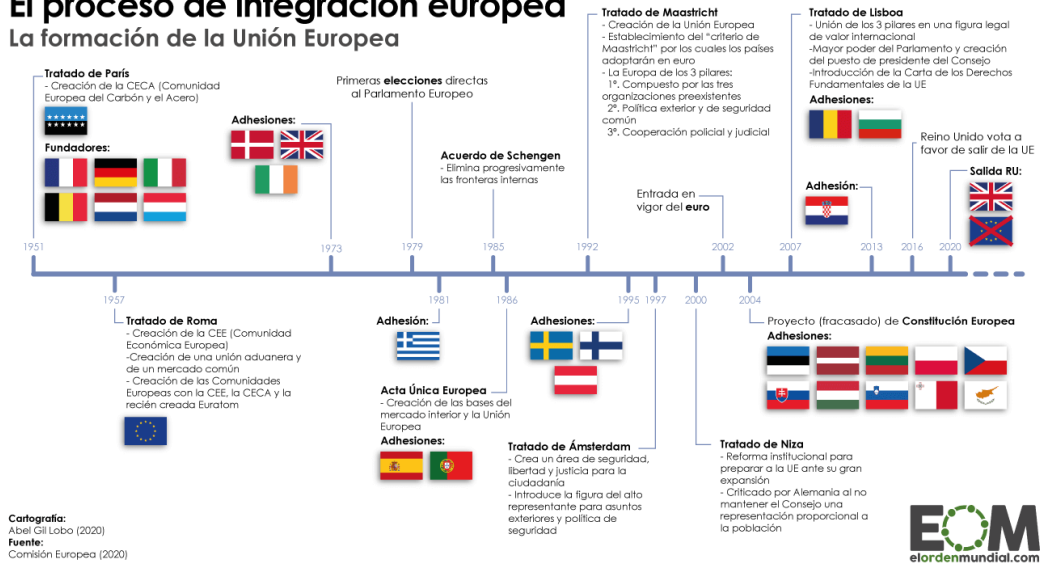 El proceso de integración europea
La formación de la Unión Europea
Tratado de París
- Creación de la CECA (Comunidad
Europea del Carbón y el Acero)
Fundadores:
Adhesiones:
Primeras elecciones directas
al Parlamento Europeo
Acuerdo de Schengen
- Elimina progresivamente
las fronteras internas
Tratado de Maastricht
- Creación de la Unión Europea
- Establecimiento del "criterio de
Maastricht" por los cuales los países
adoptarán en euro
- La Europa de los 3 pilares:
1º. Compuesto por las tres
organizaciones preexistentes
2º. Política exterior y de seguridad
común
3º. Cooperación policial y judicial
Entrada en
vigor del euro
Tratado de Lisboa
- Unión de los 3 pilares en una figura legal
de valor internacional
-Mayor poder del Parlamento y creación
del puesto de presidente del Consejo
-Introducción de la Carta de los Derechos
Fundamentales de la UE
Adhesiones:
Adhesión:
Reino Unido vota a
favor de salir de la UE
Salida RU:
1951
1973
1979
1985
1992
2002
2007
2013
2016
2020
1957
1981
1986
1995
1997
2000
2004
Tratado de Roma
- Creación de la CEE (Comunidad
Económica Europea)
-Creación de una unión aduanera y
de un mercado común
- Creación de las Comunidades
Europeas con la CEE, la CECA y la
recién creada Euratom
Adhesión:
Acta Única Europea
- Creación de las bases del
mercado interior y la Unión
Europea
Adhesiones:
Adhesiones:
Tratado de Ámsterdam
- Crea un área de seguridad,
libertad y justicia para la
ciudadanía
- Introduce la figura del alto
representante para asuntos
exteriores y política de
seguridad
Tratado de Niza
- Reforma institucional para
preparar a la UE ante su gran
expansión
- Criticado por Alemania al no
mantener el Consejo una
representación proporcional a
la población
Proyecto (fracasado) de Constitución Europea
Adhesiones:
Cartografía:
Abel Gil Lobo (2020)
Fuente:
Comisión Europea (2020)
EOM
elordenmundial.com